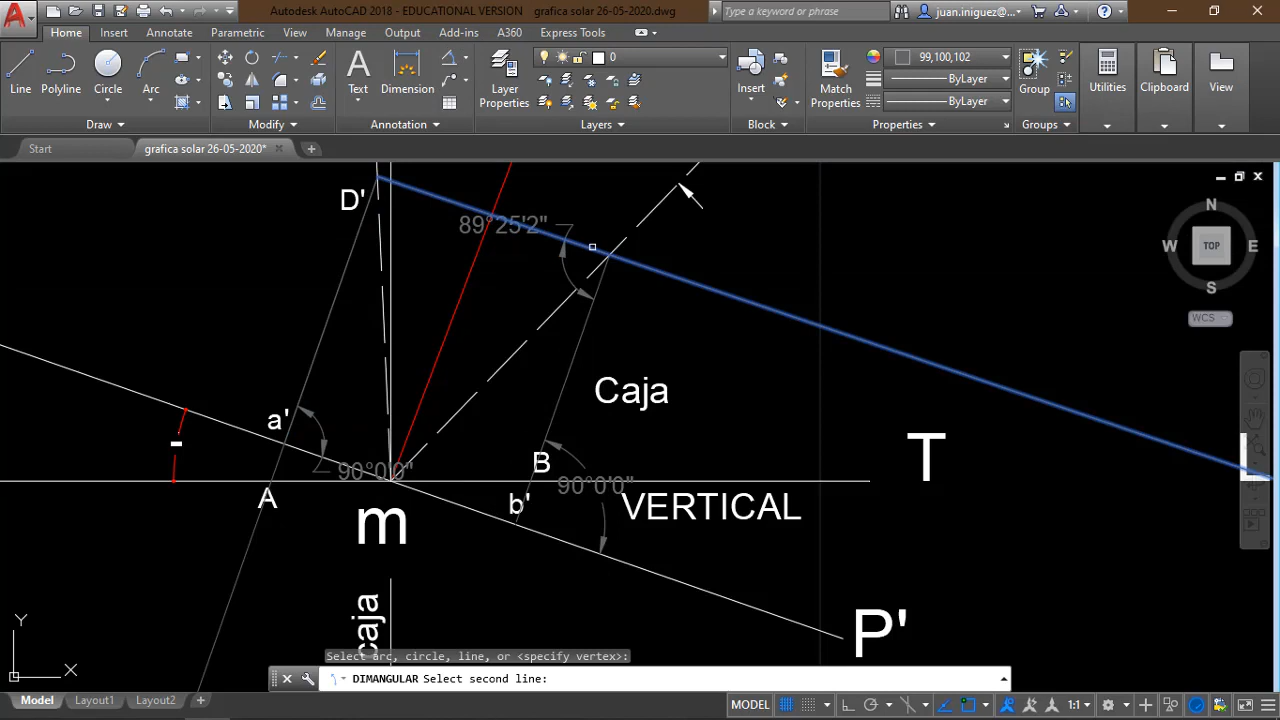 Autodesk AutoCAD 2018 - EDUCATIONAL VERSION grafica solar 26-05-2020.dwg
Type a keyword or phrase
juan.iniguez@...
Home Insert Annotate Parametric View Manage Output Add-ins A360 Express Tools
0
99,100,102
ByLayer
ByLayer
Line Polyline Circle Arc
Text Dimension
Layer Properties
Insert
Match Properties
Group
Utilities
Clipboard
View
Draw Modify Annotation Layers Block Properties Groups
Start
grafica solar 26-05-2020*
N
W TOP E
S
WCS
D'
89°25'2"
Caja
a'
-
T
L
90°0'0"
B
90°0'0"
A
b'
m
VERTICAL
caja
P'
Y
X
Select arc, circle, line, or <specify vertex>:
DIMANGULAR Select second line:
Model Layout1 Layout2
MODEL
1:1